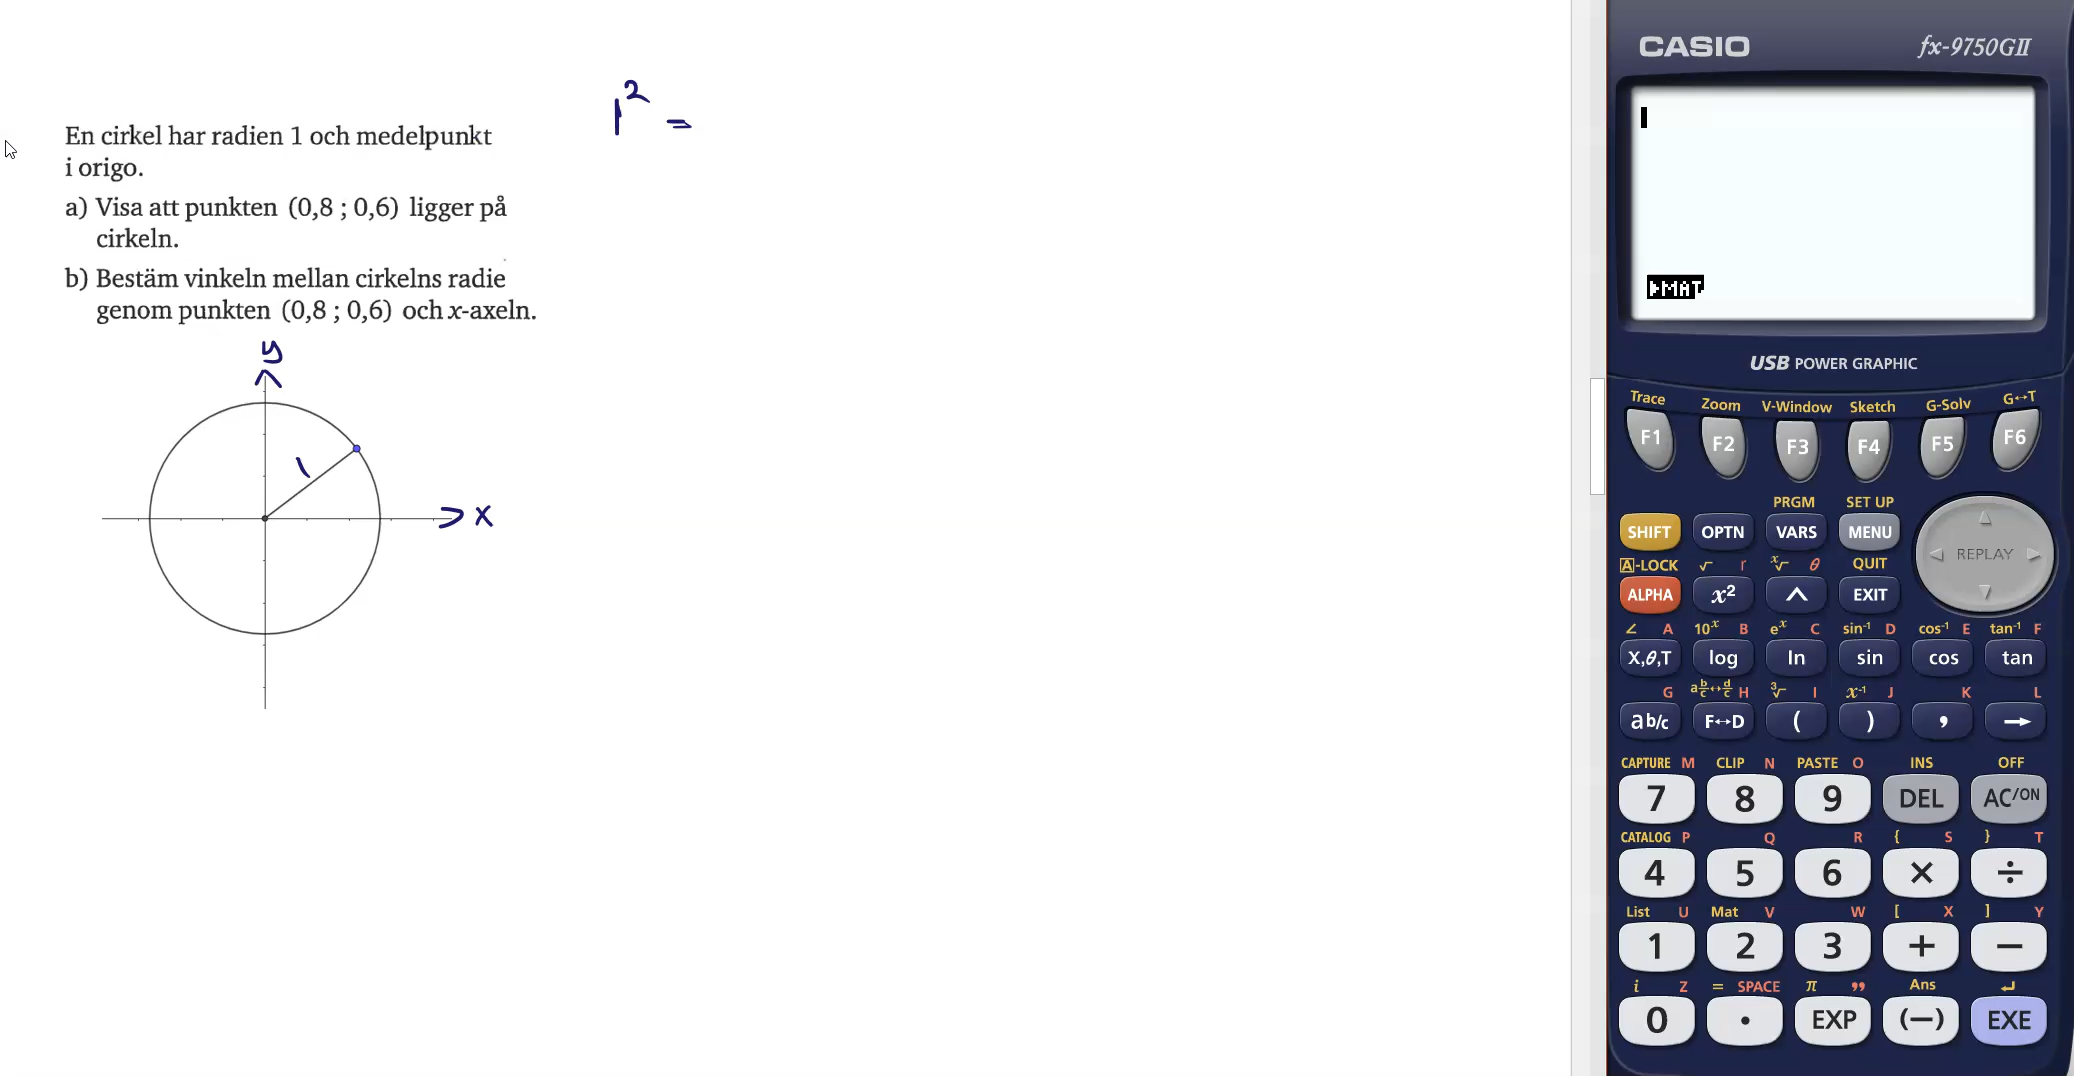 En cirkel har radien 1 och medelpunkt
i origo.
a) Visa att punkten (0,8 ; 0,6) ligger på
cirkeln.
b) Bestäm vinkeln mellan cirkelns radie
genom punkten (0,8 ; 0,6) och x-axeln.
1² =
y
1
x
CASIO
fx-9750GII
▶MAT
USB POWER GRAPHIC
Trace Zoom V-Window Sketch G-Solv G↔T
F1 F2 F3 F4 F5 F6
PRGM SET UP
SHIFT OPTN VARS MENU
REPLAY
A-LOCK √ r ˣ√ θ QUIT
ALPHA x² ^ EXIT
∠ A 10ˣ B eˣ C sin⁻¹ D cos⁻¹ E tan⁻¹ F
X,θ,T log ln sin cos tan
G a b/c↔d/c H ³√ I x⁻¹ J K L
a b/c F↔D ( ) , →
CAPTURE M CLIP N PASTE O INS OFF
7 8 9 DEL AC/ON
CATALOG P Q R { S } T
4 5 6 × ÷
List U Mat V W [ X ] Y
1 2 3 + −
i Z = SPACE π ” Ans ↵
0 • EXP (−) EXE